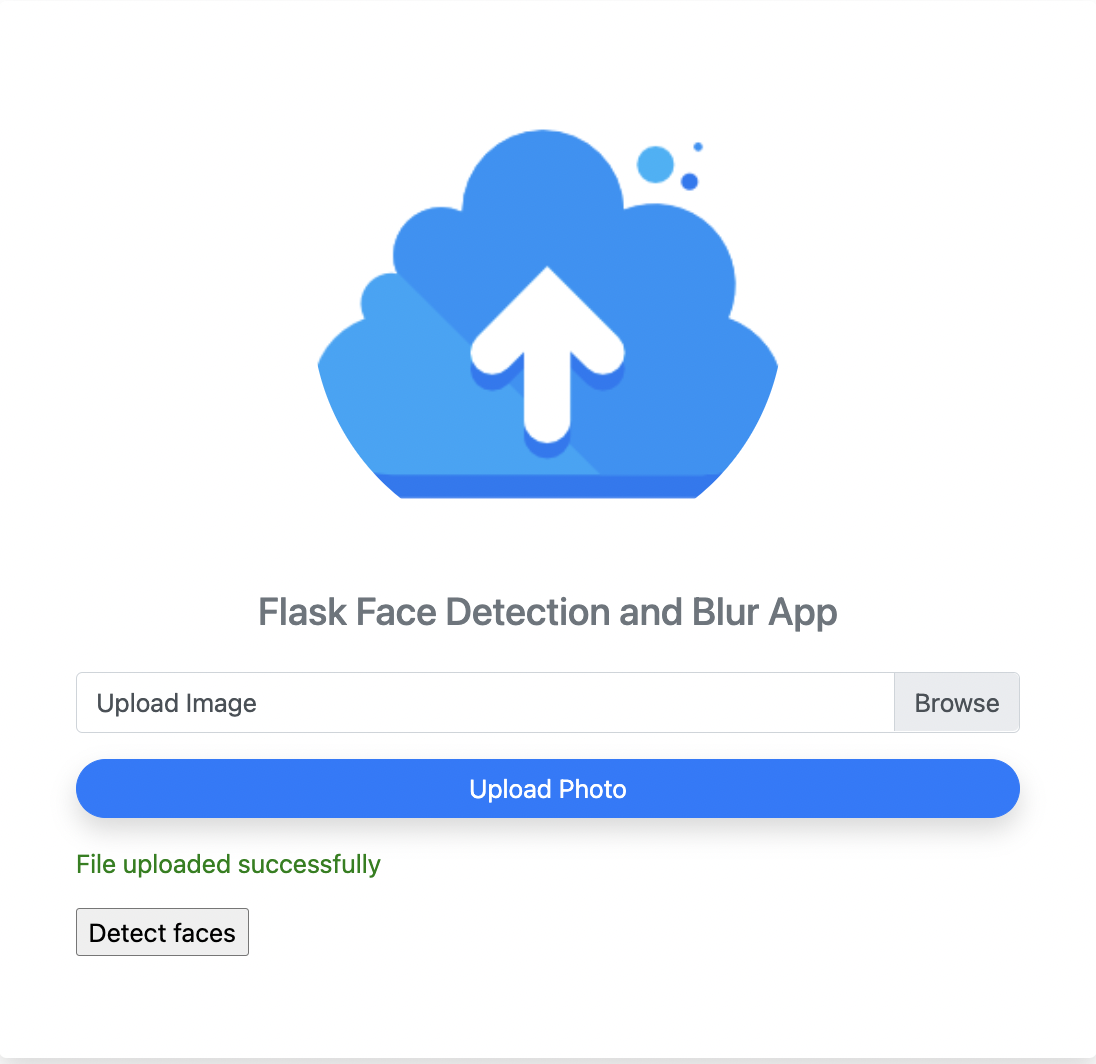 Flask Face Detection and Blur App
Upload Image
Browse
Upload Photo
File uploaded successfully
Detect faces